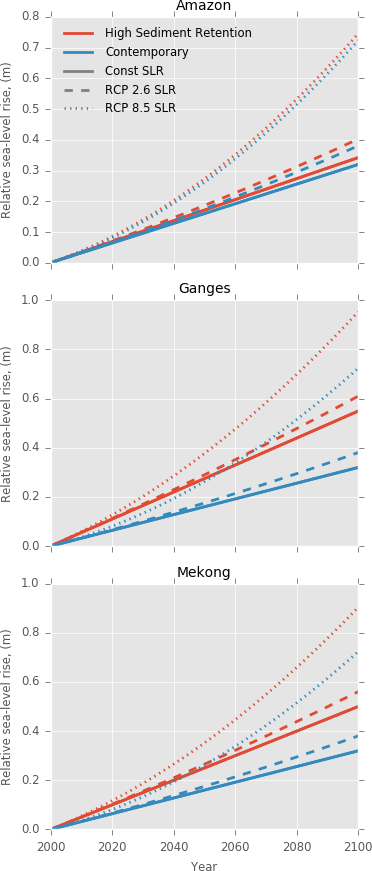 Amazon
0.8
0.7
0.6
0.5
0.4
0.3
0.2
0.1
0.0
Relative sea-level rise, (m)
High Sediment Retention
Contemporary
Const SLR
RCP 2.6 SLR
RCP 8.5 SLR
Ganges
1.0
0.8
0.6
0.4
0.2
0.0
Relative sea-level rise, (m)
Mekong
1.0
0.8
0.6
0.4
0.2
0.0
Relative sea-level rise, (m)
2000 2020 2040 2060 2080 2100
Year